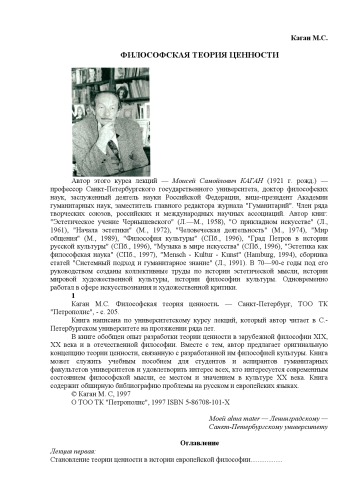 Каган М.С.
ФИЛОСОФСКАЯ ТЕОРИЯ ЦЕННОСТИ
Автор этого курса лекций — Моисей Самойлович КАГАН (1921 г. рожд.) —
профессор Санкт-Петербургского государственного университета, доктор философских
наук, заслуженный деятель науки Российской Федерации, вице-президент Академии
гуманитарных наук, заместитель главного редактора журнала "Гуманитарий". Член ряда
творческих союзов, российских и международных научных ассоциаций. Автор книг:
"Эстетическое учение Чернышевского" (Л.—М., 1958), "О прикладном искусстве" (Л.,
1961), "Начала эстетики" (М., 1972), "Человеческая деятельность" (М., 1974), "Мир
общения" (М., 1989), "Философия культуры" (СПб., 1996), "Град Петров в истории
русской культуры" (СПб., 1996), "Музыка в мире искусств" (СПб., 1996), "Эстетика как
философская наука" (СПб., 1997), "Mensch - Kultur - Kunst" (Hamburg, 1994), сборника
статей "Системный подход и гуманитарное знание" (Л., 1991). В 70—90-е годы под его
руководством созданы коллективные труды по истории эстетической мысли, истории
мировой художественной культуры, истории философии культуры. Одновременно
работал в сфере искусствознания и художественной критики.
1
Каган М. С. Философская теория ценности. — Санкт-Петербург, ТОО ТК
"Петрополис", - с. 205.
Книга написана по университетскому курсу лекций, который автор читает в С.-
Петербургском университете на протяжении ряда лет.
В книге обобщен опыт разработки теории ценности в зарубежной философии XIX,
XX века и в отечественной философии. Вместе с тем, автор предлагает оригинальную
концепцию теории ценности, связанную с разработанной им философией культуры. Книга
может служить учебным пособием для студентов и аспирантов гуманитарных
факультетов университетов и удовлетворить интерес всех, кто интересуется современным
состоянием философской мысли, ее местом и значением в культуре XX века. Книга
содержит обширную библиографию проблемы на русском и европейских языках.
© Каган М. С, 1997
О ТОО ТК "Петрополис", 1997 ISBN 5-86708-101-X
Моей alma mater — Ленинградскому —
Санкт-Петербургскому университету
Оглавление
Лекция первая:
Становление теории ценности в истории европейской философии……………